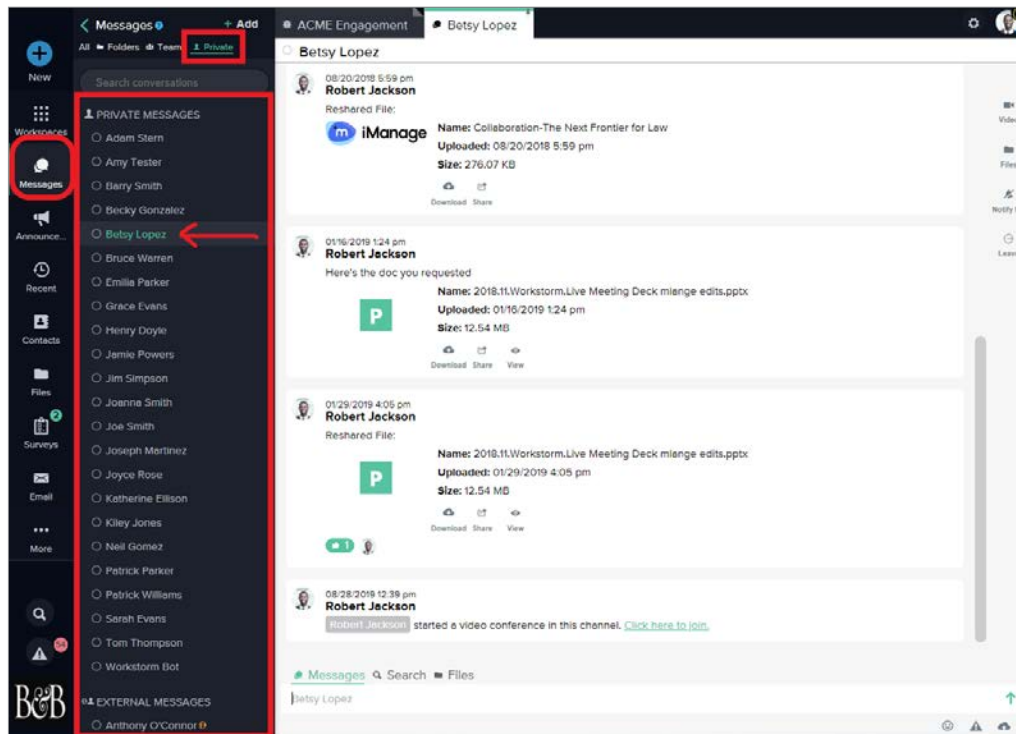 Messages
+ Add
All Folders Team Private
Search conversations
New
Workspaces
Messages
Announce...
Recent
Contacts
Files
Surveys
2
Email
More
54
B&B
PRIVATE MESSAGES
Adam Stern
Amy Tester
Barry Smith
Becky Gonzalez
Betsy Lopez
Bruce Warren
Emilia Parker
Grace Evans
Henry Doyle
Jamie Powers
Jim Simpson
Joanna Smith
Joe Smith
Joseph Martinez
Joyce Rose
Katherine Ellison
Kiley Jones
Neil Gomez
Patrick Parker
Patrick Williams
Sarah Evans
Tom Thompson
Workstorm Bot
EXTERNAL MESSAGES
Anthony O'Connor
ACME Engagement
Betsy Lopez
Betsy Lopez
08/20/2018 5:59 pm
Robert Jackson
Reshared File:
m iManage
Name: Collaboration-The Next Frontier for Law
Uploaded: 08/20/2018 5:59 pm
Size: 276.07 KB
Download Share
01/16/2019 1:24 pm
Robert Jackson
Here's the doc you requested
P
Name: 2018.11.Workstorm.Live Meeting Deck mlange edits.pptx
Uploaded: 01/16/2019 1:24 pm
Size: 12.54 MB
Download Share View
01/29/2019 4:05 pm
Robert Jackson
Reshared File:
P
Name: 2018.11.Workstorm.Live Meeting Deck mlange edits.pptx
Uploaded: 01/29/2019 4:05 pm
Size: 12.54 MB
Download Share View
1
08/28/2019 12:39 pm
Robert Jackson
Robert Jackson started a video conference in this channel. Click here to join.
Messages Search Files
Betsy Lopez
Video
Files
Notify
Leave